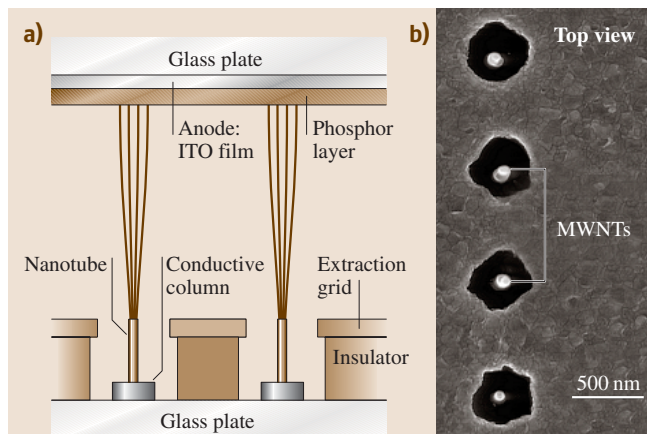 a)
Glass plate
Anode:
ITO film
Phosphor
layer
Nanotube
Conductive
column
Extraction
grid
Insulator
Glass plate
b)
Top view
MWNTs
500 nm